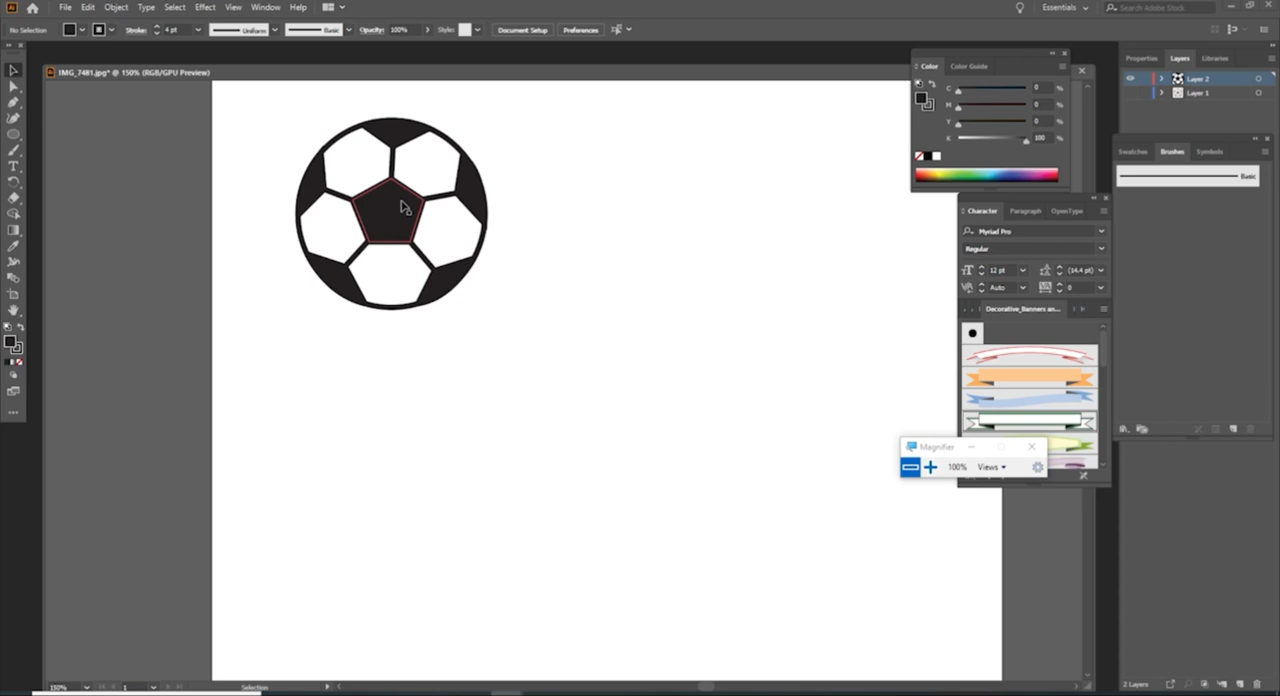 Ai File Edit Object Type Select Effect View Window Help Essentials Search Adobe Stock
No Selection Stroke: 4 pt Uniform Basic Opacity: 100% Style: Document Setup Preferences
IMG_7481.jpg* @ 150% (RGB/GPU Preview)
Color Color Guide
C 0 %
M 0 %
Y 0 %
K 100 %
Properties Layers Libraries
Layer 2
Layer 1
Swatches Brushes Symbols
Basic
Character Paragraph OpenType
Myriad Pro
Regular
12 pt (14.4 pt)
Auto 0
Decorative_Banners an...
Magnifier
100% Views
150% 1 Selection
2 Layers